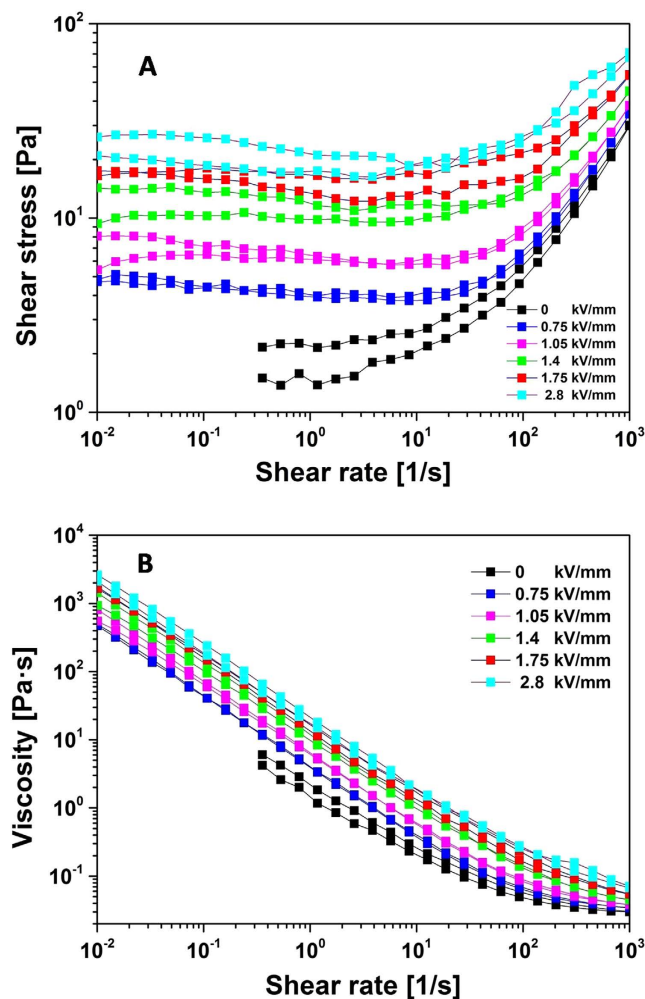 10²
A
Shear stress [Pa]
10¹
10⁰
0 kV/mm
0.75 kV/mm
1.05 kV/mm
1.4 kV/mm
1.75 kV/mm
2.8 kV/mm
10⁻² 10⁻¹ 10⁰ 10¹ 10² 10³
Shear rate [1/s]
10⁴
B
10³
10²
Viscosity [Pa·s]
10¹
10⁰
10⁻¹
0 kV/mm
0.75 kV/mm
1.05 kV/mm
1.4 kV/mm
1.75 kV/mm
2.8 kV/mm
10⁻² 10⁻¹ 10⁰ 10¹ 10² 10³
Shear rate [1/s]